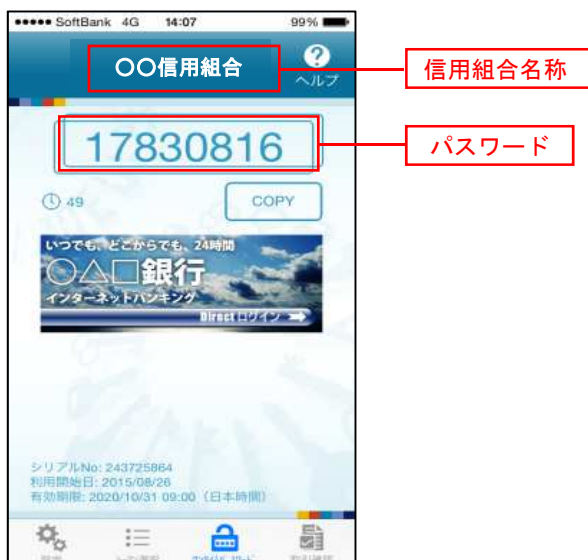 SoftBank 4G 14:07 99%
〇〇信用組合
ヘルプ
信用組合名称
17830816
パスワード
49
COPY
いつでも、どこからでも、24時間
○△□銀行
インターネットバンキング
Direct ログイン
シリアルNo: 243725864
利用開始日: 2015/08/26
有効期限: 2020/10/31 09:00（日本時間）